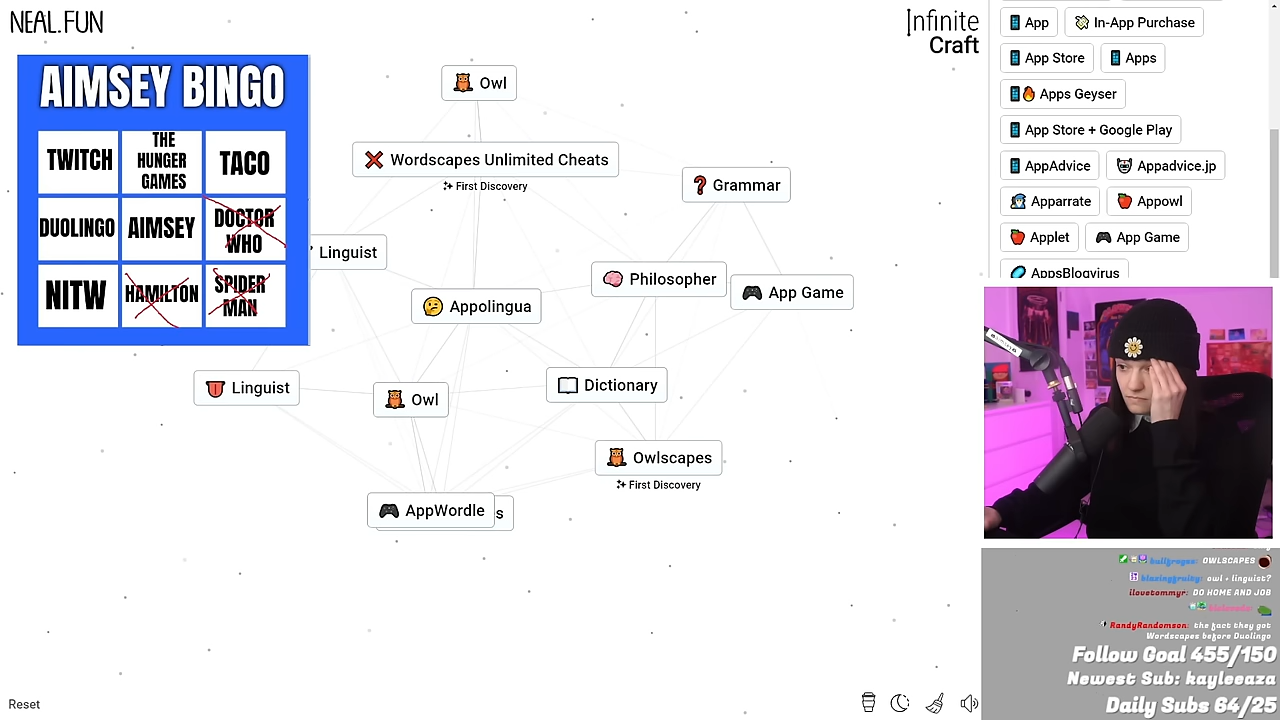 NEAL.FUN
Infinite
Craft
AIMSEY BINGO
TWITCH
THE
HUNGER
GAMES
TACO
DUOLINGO
AIMSEY
DOCTOR
WHO
NITW
HAMILTON
SPIDER
MAN
Owl
Wordscapes Unlimited Cheats
First Discovery
Grammar
Linguist
Philosopher
App Game
Appolingua
Linguist
Owl
Dictionary
Owlscapes
First Discovery
AppWordle
s
Reset
App
In-App Purchase
App Store
Apps
Apps Geyser
App Store + Google Play
AppAdvice
Appadvice.jp
Apparrate
Appowl
Applet
App Game
AppsBlogvirus
OWLSCAPES
blazingfruity: owl + linguist?
ilovetommyr: DO HOME AND JOB
RandyRandomson: the fact they got
Wordscapes before Duolingo
Follow Goal 455/150
Newest Sub: kayleeaza
Daily Subs 64/25